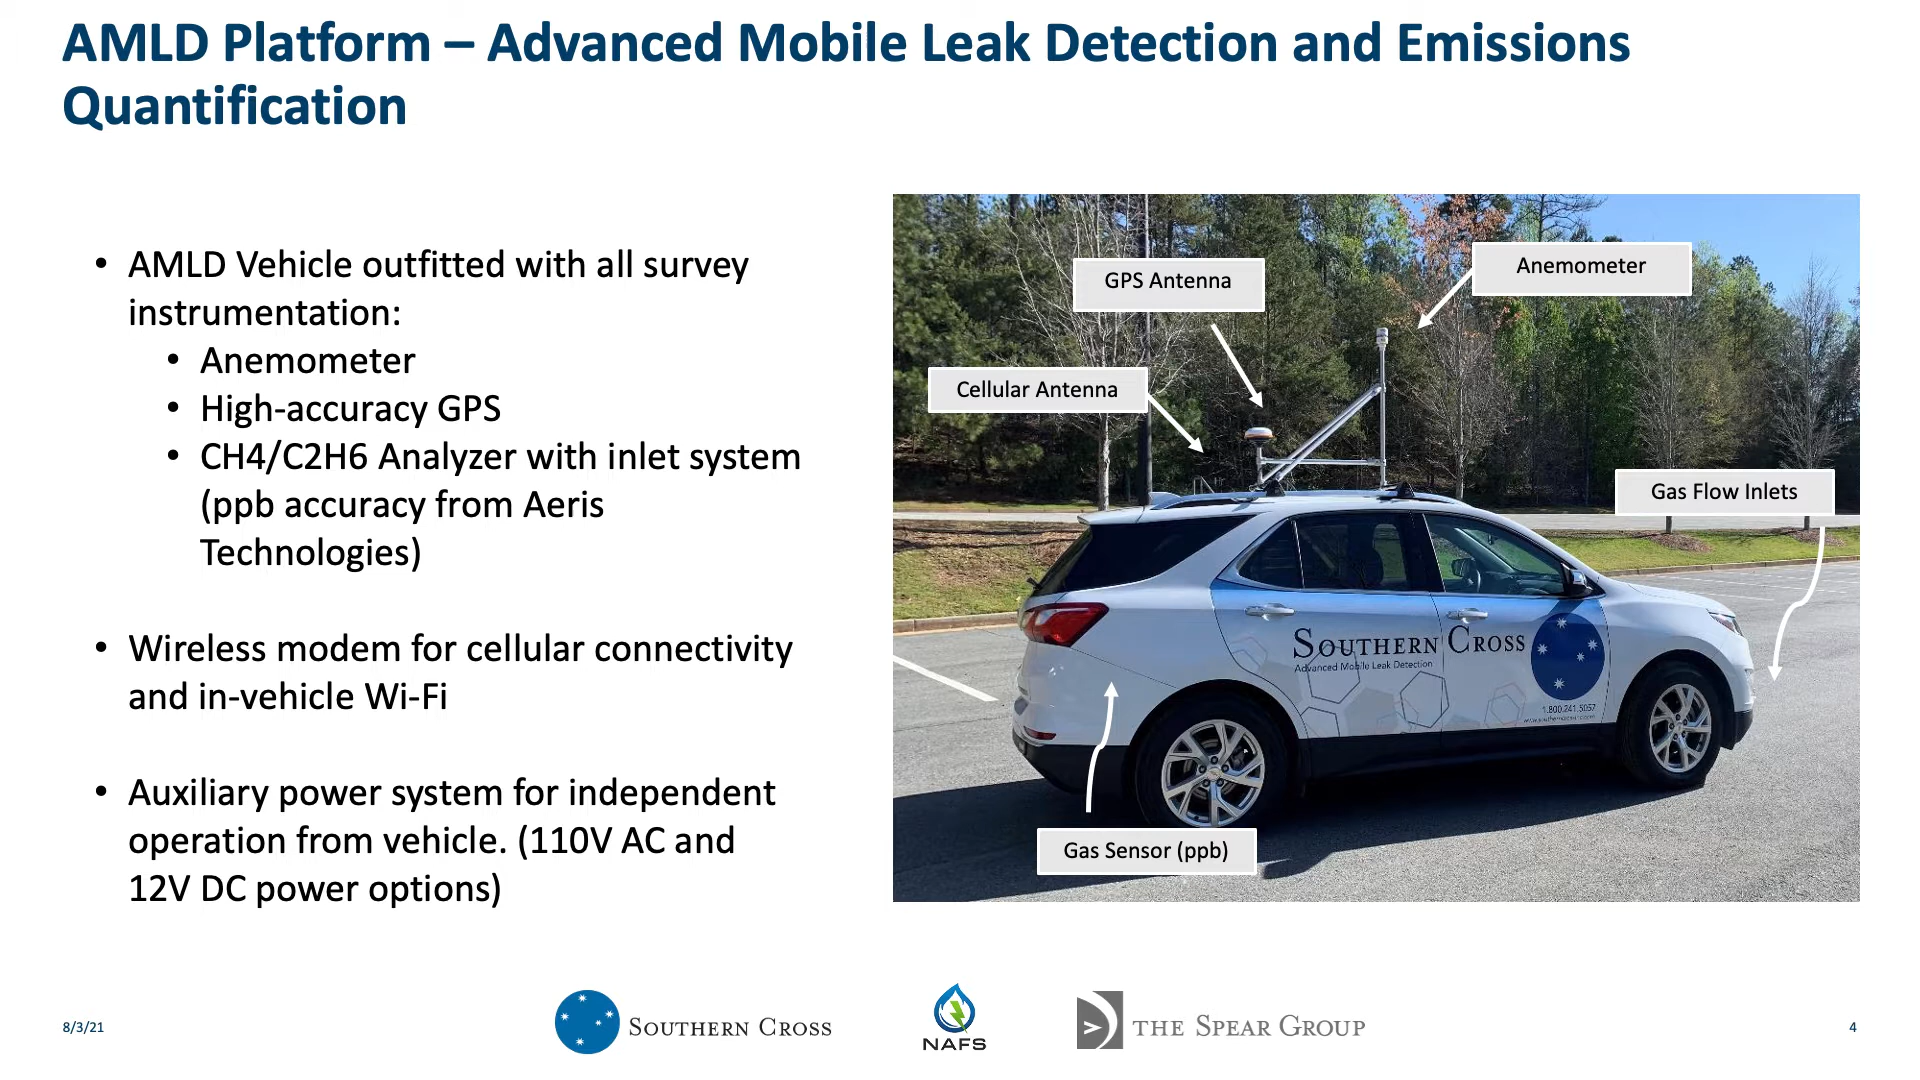 AMLD Platform – Advanced Mobile Leak Detection and Emissions
Quantification
• AMLD Vehicle outfitted with all survey
instrumentation:
• Anemometer
• High-accuracy GPS
• CH4/C2H6 Analyzer with inlet system
(ppb accuracy from Aeris
Technologies)
• Wireless modem for cellular connectivity
and in-vehicle Wi-Fi
• Auxiliary power system for independent
operation from vehicle. (110V AC and
12V DC power options)
Anemometer
GPS Antenna
Cellular Antenna
Gas Flow Inlets
SOUTHERN CROSS
Advanced Mobile Leak Detection
1.800.241.5057
Gas Sensor (ppb)
8/3/21
SOUTHERN CROSS
NAFS
THE SPEAR GROUP
4